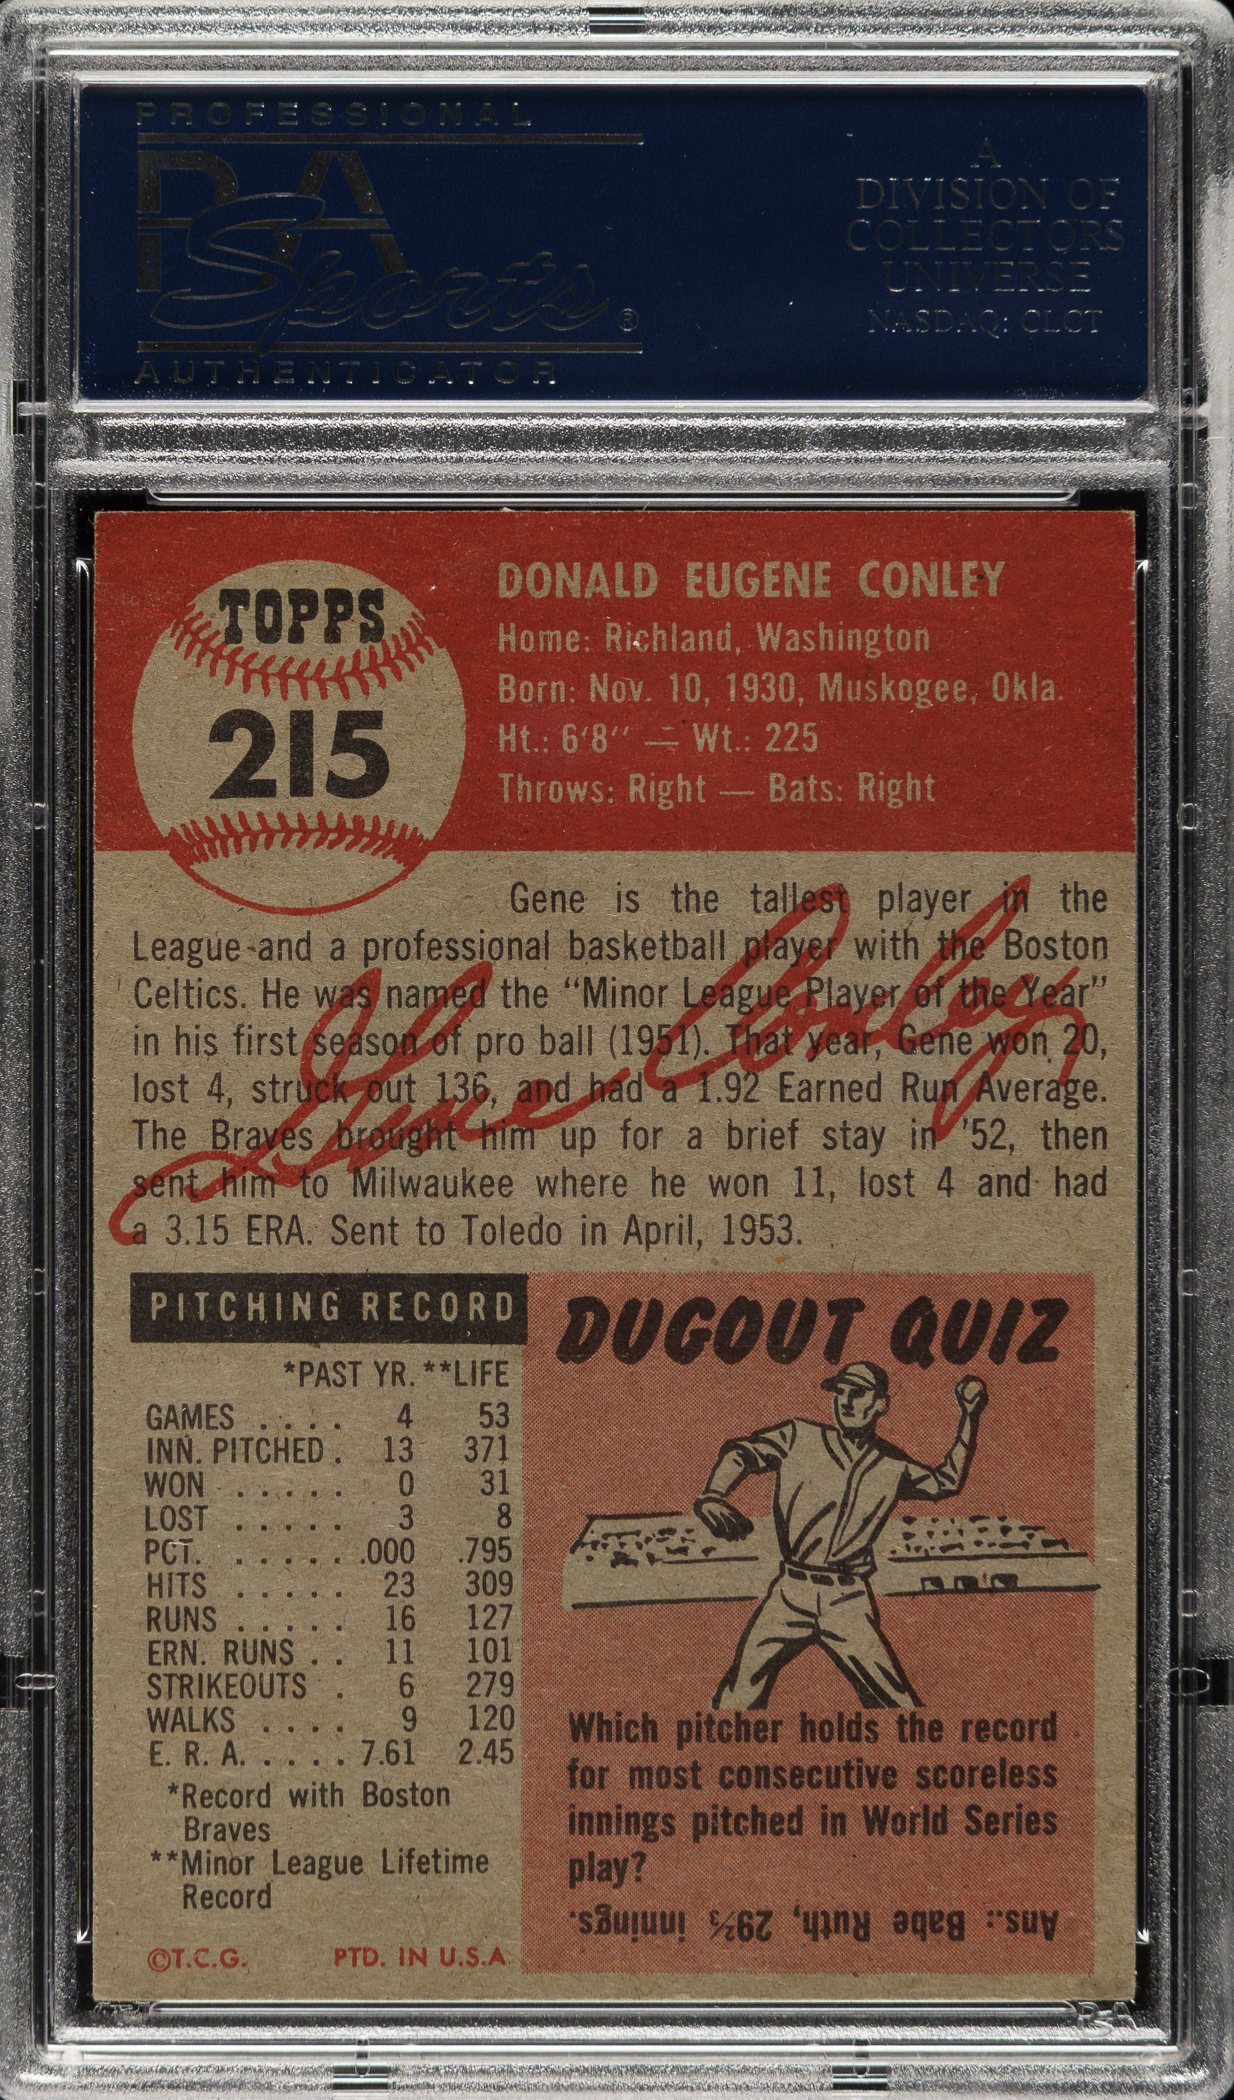 PROFESSIONAL
PSA
Sports®
AUTHENTICATOR
A
DIVISION OF
COLLECTORS
UNIVERSE
NASDAQ: CLCT
TOPPS
215
DONALD EUGENE CONLEY
Home: Richland, Washington
Born: Nov. 10, 1930, Muskogee, Okla.
Ht.: 6'8'' — Wt.: 225
Throws: Right — Bats: Right
Gene is the tallest player in the
League and a professional basketball player with the Boston
Celtics. He was named the "Minor League Player of the Year"
in his first season of pro ball (1951). That year, Gene won 20,
lost 4, struck out 136, and had a 1.92 Earned Run Average.
The Braves brought him up for a brief stay in '52, then
sent him to Milwaukee where he won 11, lost 4 and had
a 3.15 ERA. Sent to Toledo in April, 1953.
Gene Conley
PITCHING RECORD
*PAST YR. **LIFE
GAMES . . . . 4 53
INN. PITCHED . 13 371
WON . . . . . 0 31
LOST . . . . . 3 8
PCT. . . . . . .000 .795
HITS . . . . . 23 309
RUNS . . . . . 16 127
ERN. RUNS . . 11 101
STRIKEOUTS . 6 279
WALKS . . . . 9 120
E. R. A. . . . . 7.61 2.45
*Record with Boston
Braves
**Minor League Lifetime
Record
©T.C.G. PTD. IN U.S.A
DUGOUT QUIZ
Which pitcher holds the record
for most consecutive scoreless
innings pitched in World Series
play?
Ans.: Babe Ruth, 29⅔ innings.
PSA